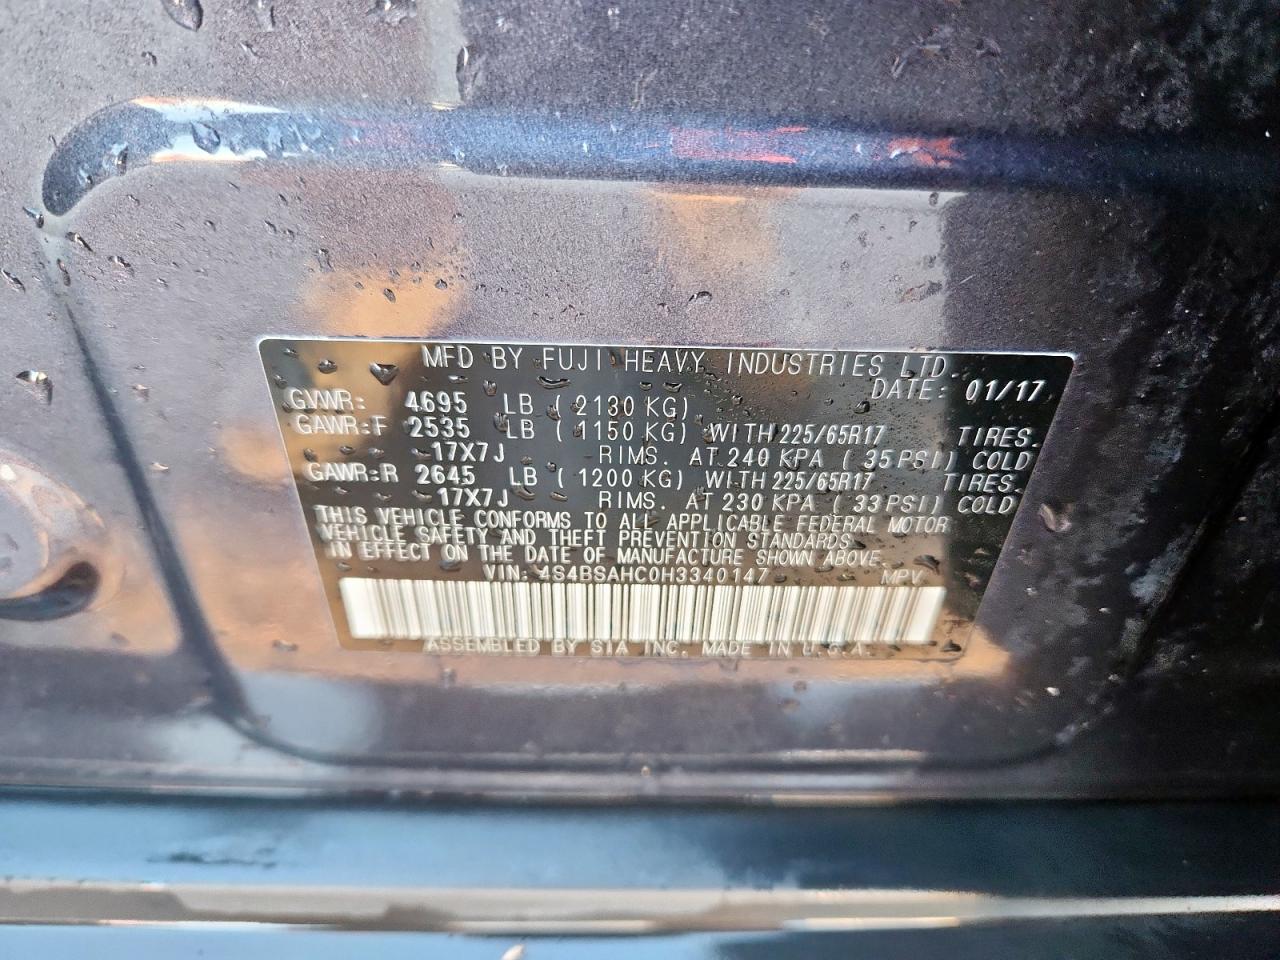 MFD BY FUJI HEAVY INDUSTRIES LTD.
DATE: 01/17
GVWR: 4695 LB ( 2130 KG)
GAWR:F 2535 LB ( 1150 KG) WITH 225/65R17 TIRES.
17X7J RIMS. AT 240 KPA ( 35PSI) COLD
GAWR:R 2645 LB ( 1200 KG) WITH 225/65R17 TIRES.
17X7J RIMS. AT 230 KPA ( 33PSI) COLD
THIS VEHICLE CONFORMS TO ALL APPLICABLE FEDERAL MOTOR
VEHICLE SAFETY AND THEFT PREVENTION STANDARDS
IN EFFECT ON THE DATE OF MANUFACTURE SHOWN ABOVE.
VIN: 4S4BSAHC0H3340147 MPV
ASSEMBLED BY SIA INC. MADE IN U.S.A.